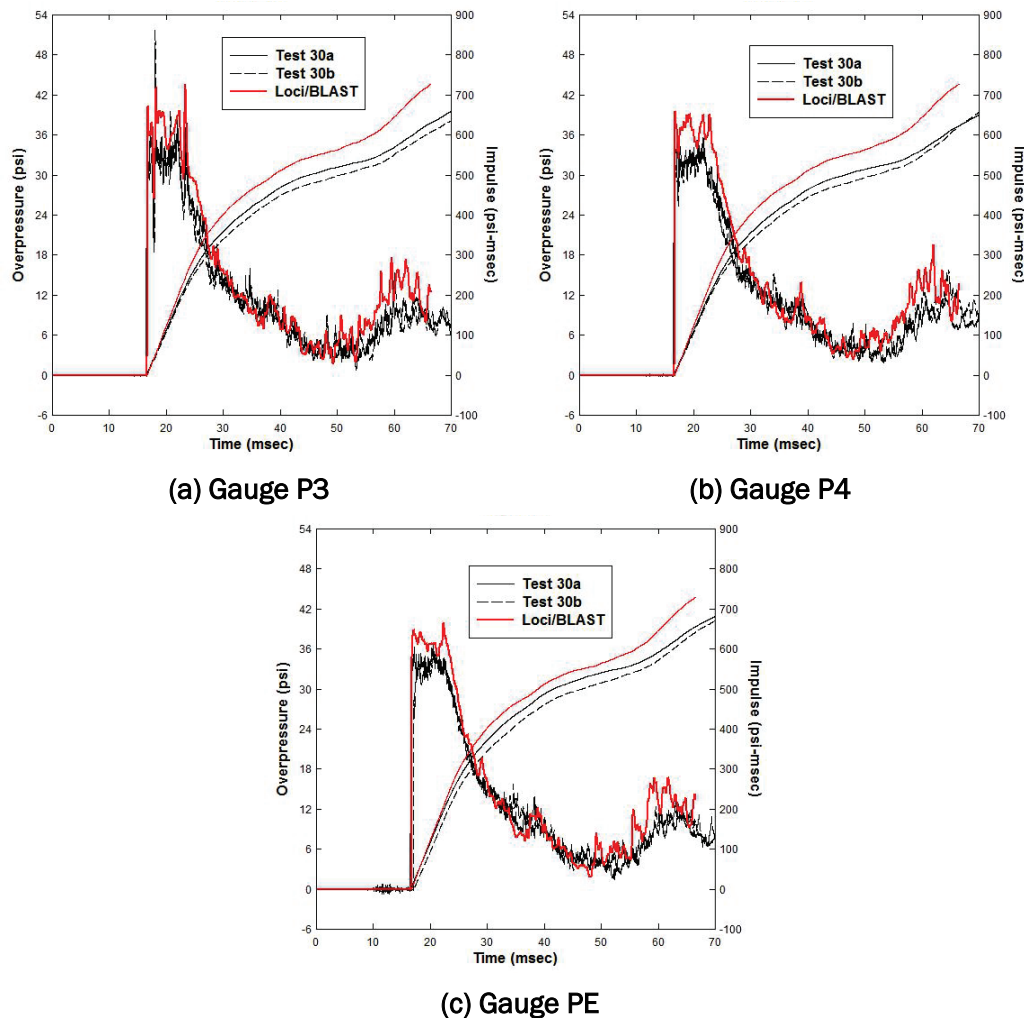 54
48
42
36
30
24
18
12
6
0
-6
Overpressure (psi)
900
800
700
600
500
400
300
200
100
0
-100
Impulse (psi-msec)
Test 30a
Test 30b
Loci/BLAST
0 10 20 30 40 50 60 70
Time (msec)
(a) Gauge P3
54
48
42
36
30
24
18
12
6
0
-6
Overpressure (psi)
900
800
700
600
500
400
300
200
100
0
-100
Impulse (psi-msec)
Test 30a
Test 30b
Loci/BLAST
0 10 20 30 40 50 60 70
Time (msec)
(b) Gauge P4
54
48
42
36
30
24
18
12
6
0
-6
Overpressure (psi)
900
800
700
600
500
400
300
200
100
0
-100
Impulse (psi-msec)
Test 30a
Test 30b
Loci/BLAST
0 10 20 30 40 50 60 70
Time (msec)
(c) Gauge PE